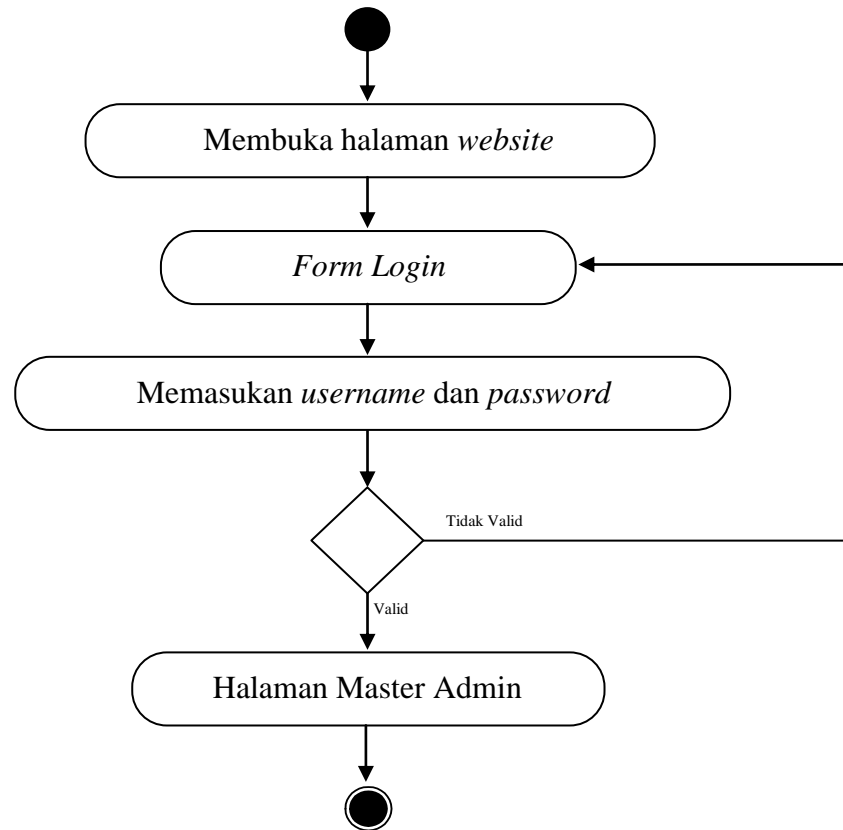 Membuka halaman website
Form Login
Memasukan username dan password
Tidak Valid
Valid
Halaman Master Admin